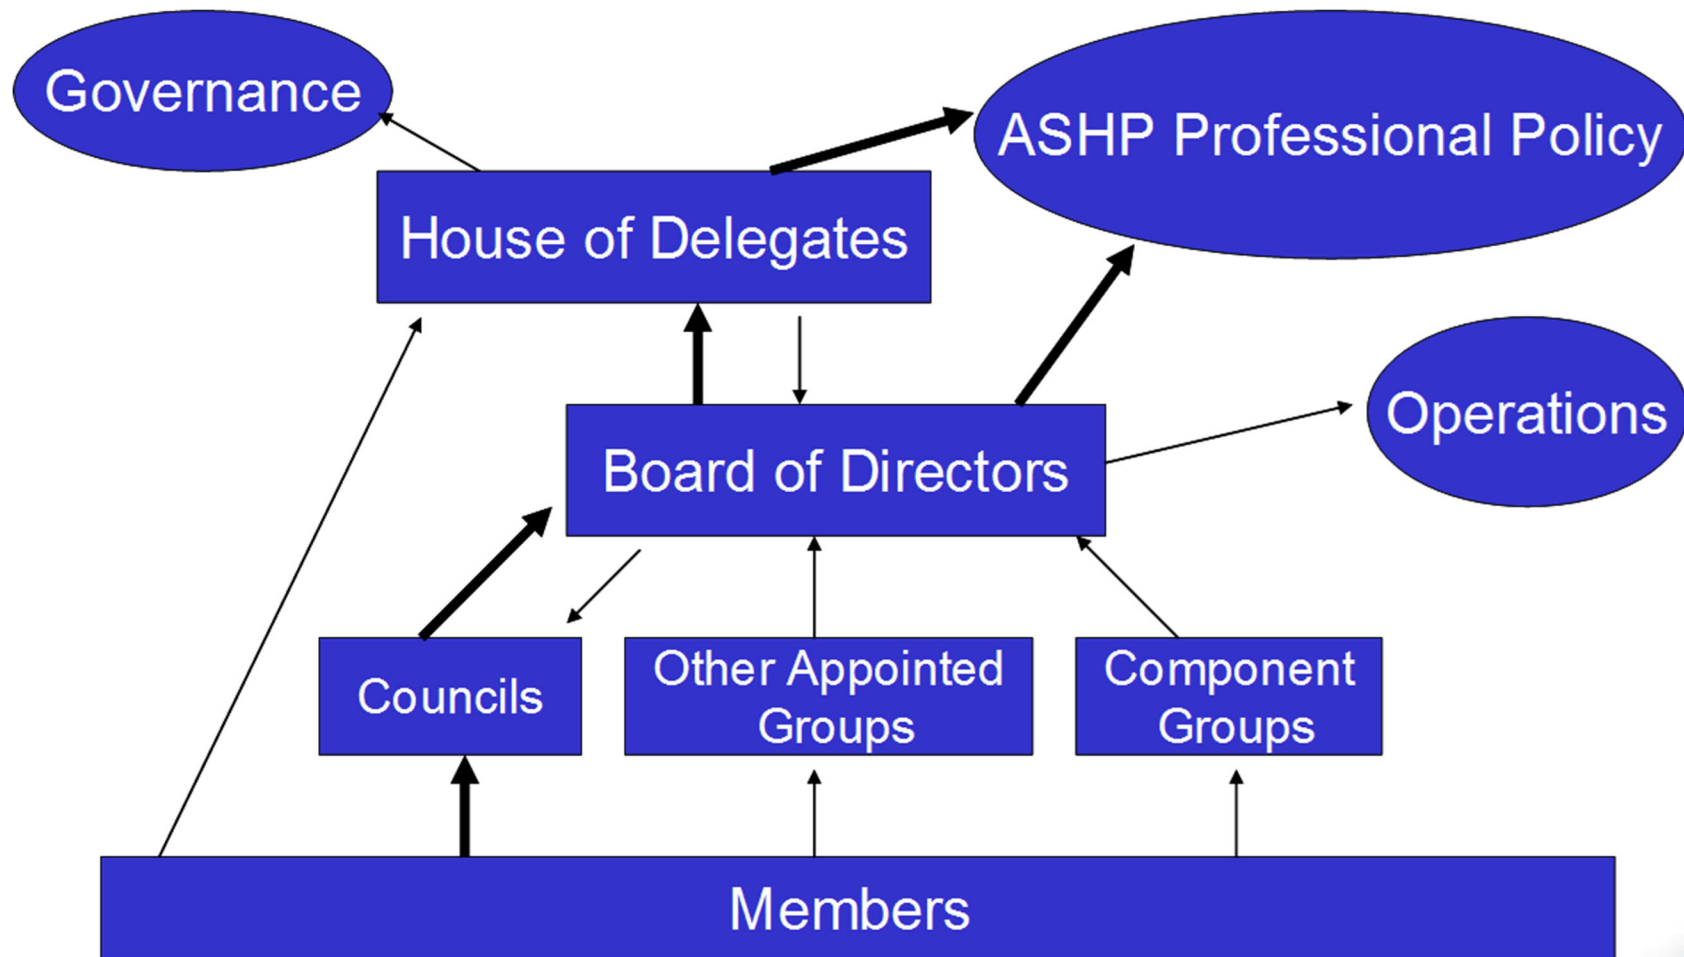 Governance
ASHP Professional Policy
House of Delegates
Operations
Board of Directors
Councils
Other Appointed
Groups
Component
Groups
Members